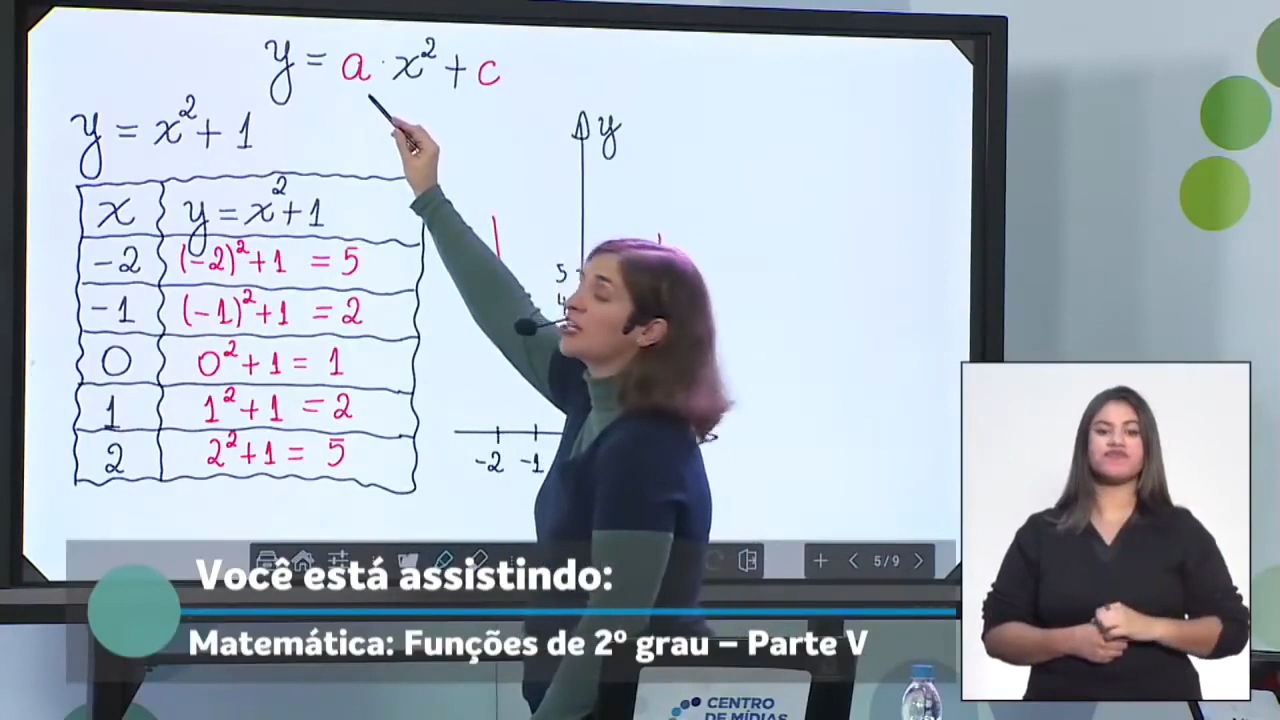 y = a · x² + c
y = x² + 1
x y = x² + 1
-2 (-2)² + 1 = 5
-1 (-1)² + 1 = 2
0 0² + 1 = 1
1 1² + 1 = 2
2 2² + 1 = 5
y
5
4
-2 -1
5/9
Você está assistindo:
Matemática: Funções de 2º grau – Parte V
CENTRO
DE MÍDIAS